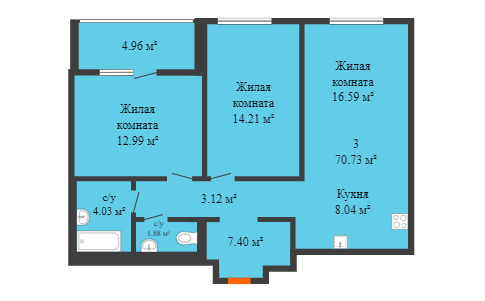 4.96 м²
Жилая
комната
12.99 м²
Жилая
комната
14.21 м²
Жилая
комната
16.59 м²
3
70.73 м²
Кухня
8.04 м²
с/у
4.03 м²
3.12 м²
с/у
1.88 м²
7.40 м²